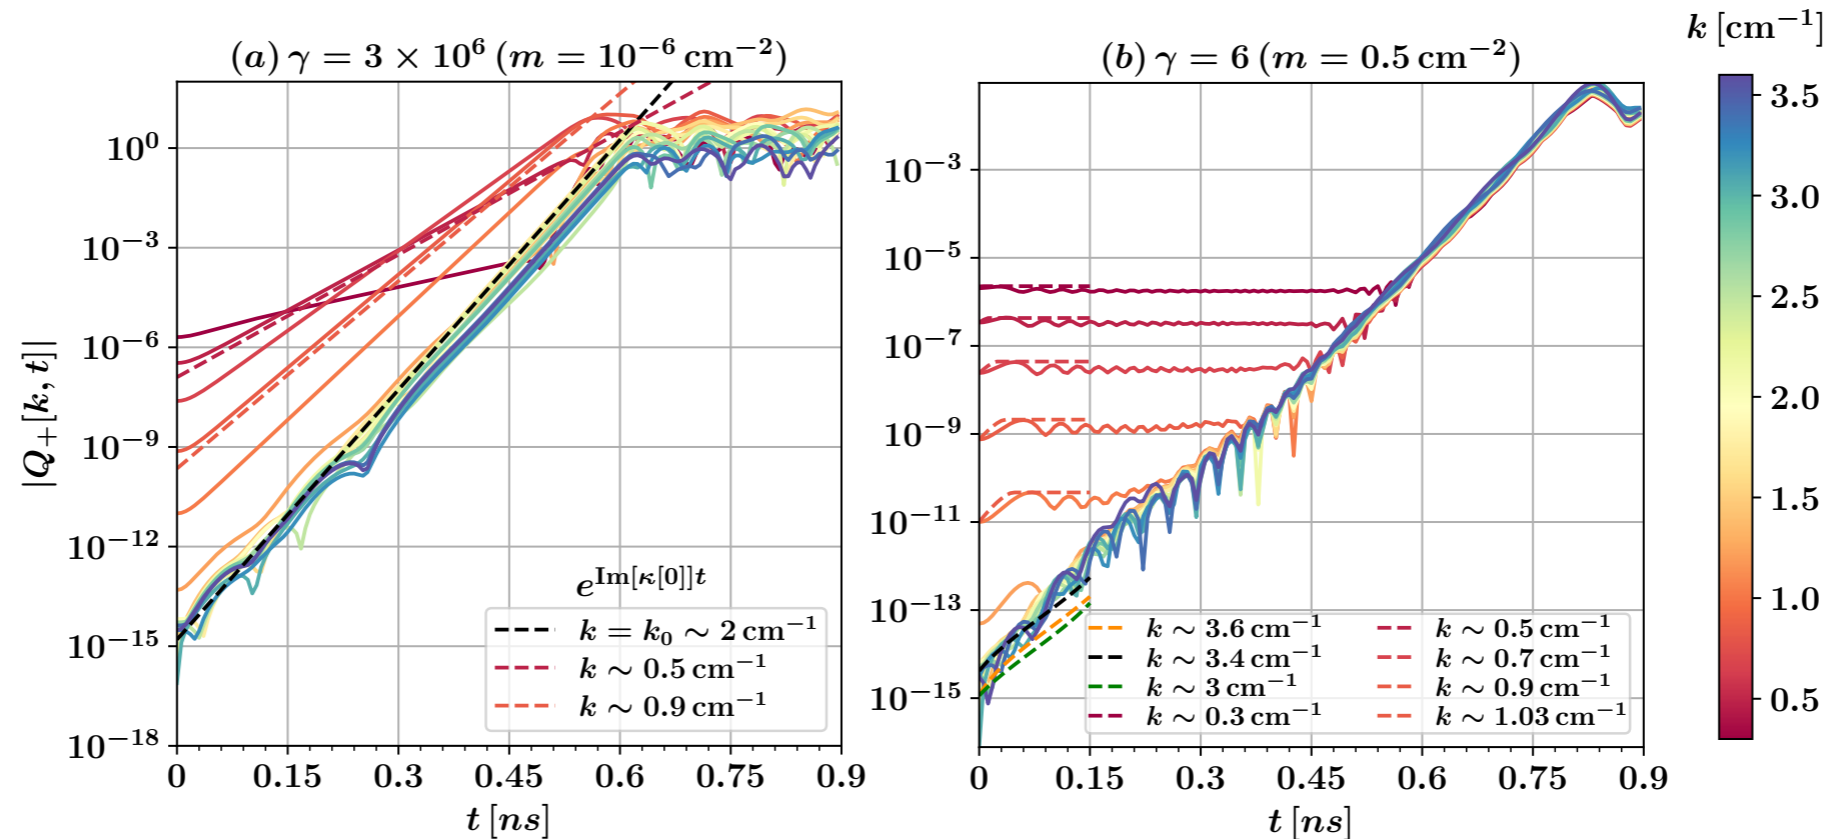 (a) γ = 3 × 10⁶ (m = 10⁻⁶ cm⁻²)
(b) γ = 6 (m = 0.5 cm⁻²)
k [cm⁻¹]
|Q₊[k, t]|
10⁰
10⁻³
10⁻⁶
10⁻⁹
10⁻¹²
10⁻¹⁵
10⁻¹⁸
0 0.15 0.3 0.45 0.6 0.75 0.9
t [ns]
e^{Im[κ[0]]t}
k = k₀ ∼ 2 cm⁻¹
k ∼ 0.5 cm⁻¹
k ∼ 0.9 cm⁻¹
10⁻³
10⁻⁵
10⁻⁷
10⁻⁹
10⁻¹¹
10⁻¹³
10⁻¹⁵
0 0.15 0.3 0.45 0.6 0.75 0.9
t [ns]
k ∼ 3.6 cm⁻¹
k ∼ 3.4 cm⁻¹
k ∼ 3 cm⁻¹
k ∼ 0.3 cm⁻¹
k ∼ 0.5 cm⁻¹
k ∼ 0.7 cm⁻¹
k ∼ 0.9 cm⁻¹
k ∼ 1.03 cm⁻¹
3.5
3.0
2.5
2.0
1.5
1.0
0.5